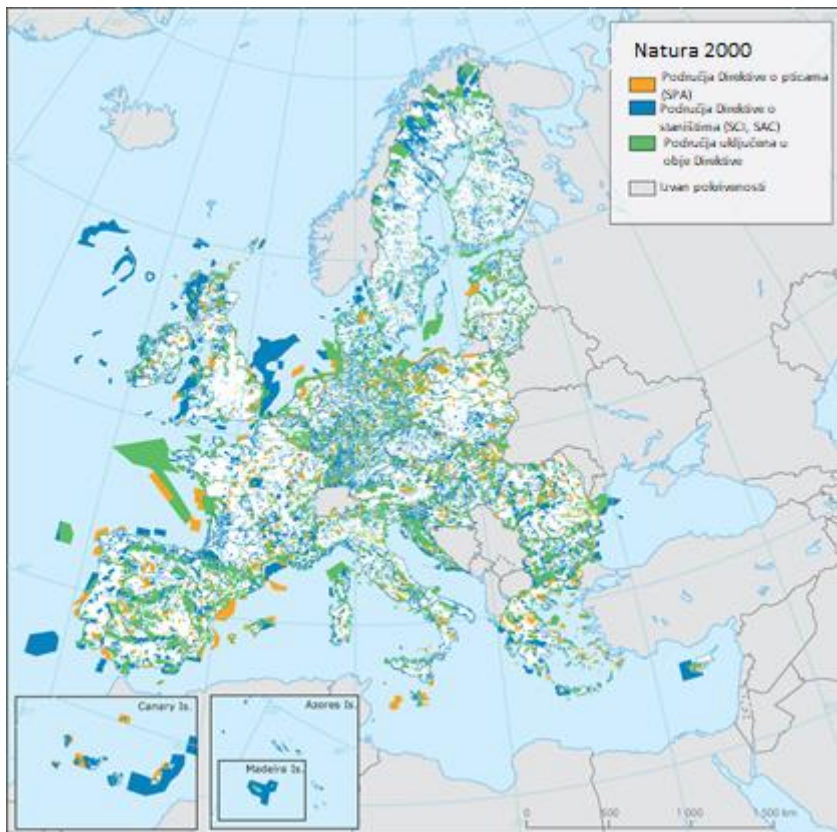 Natura 2000
Područja Direktive o pticama
(SPA)
Područja Direktive o
staništima (SCI, SAC)
Područja uključena u
obje Direktive
Izvan pokrivenosti
Canary Is.
Azores Is.
Madeira Is.
0 500 1 000 1 500 km